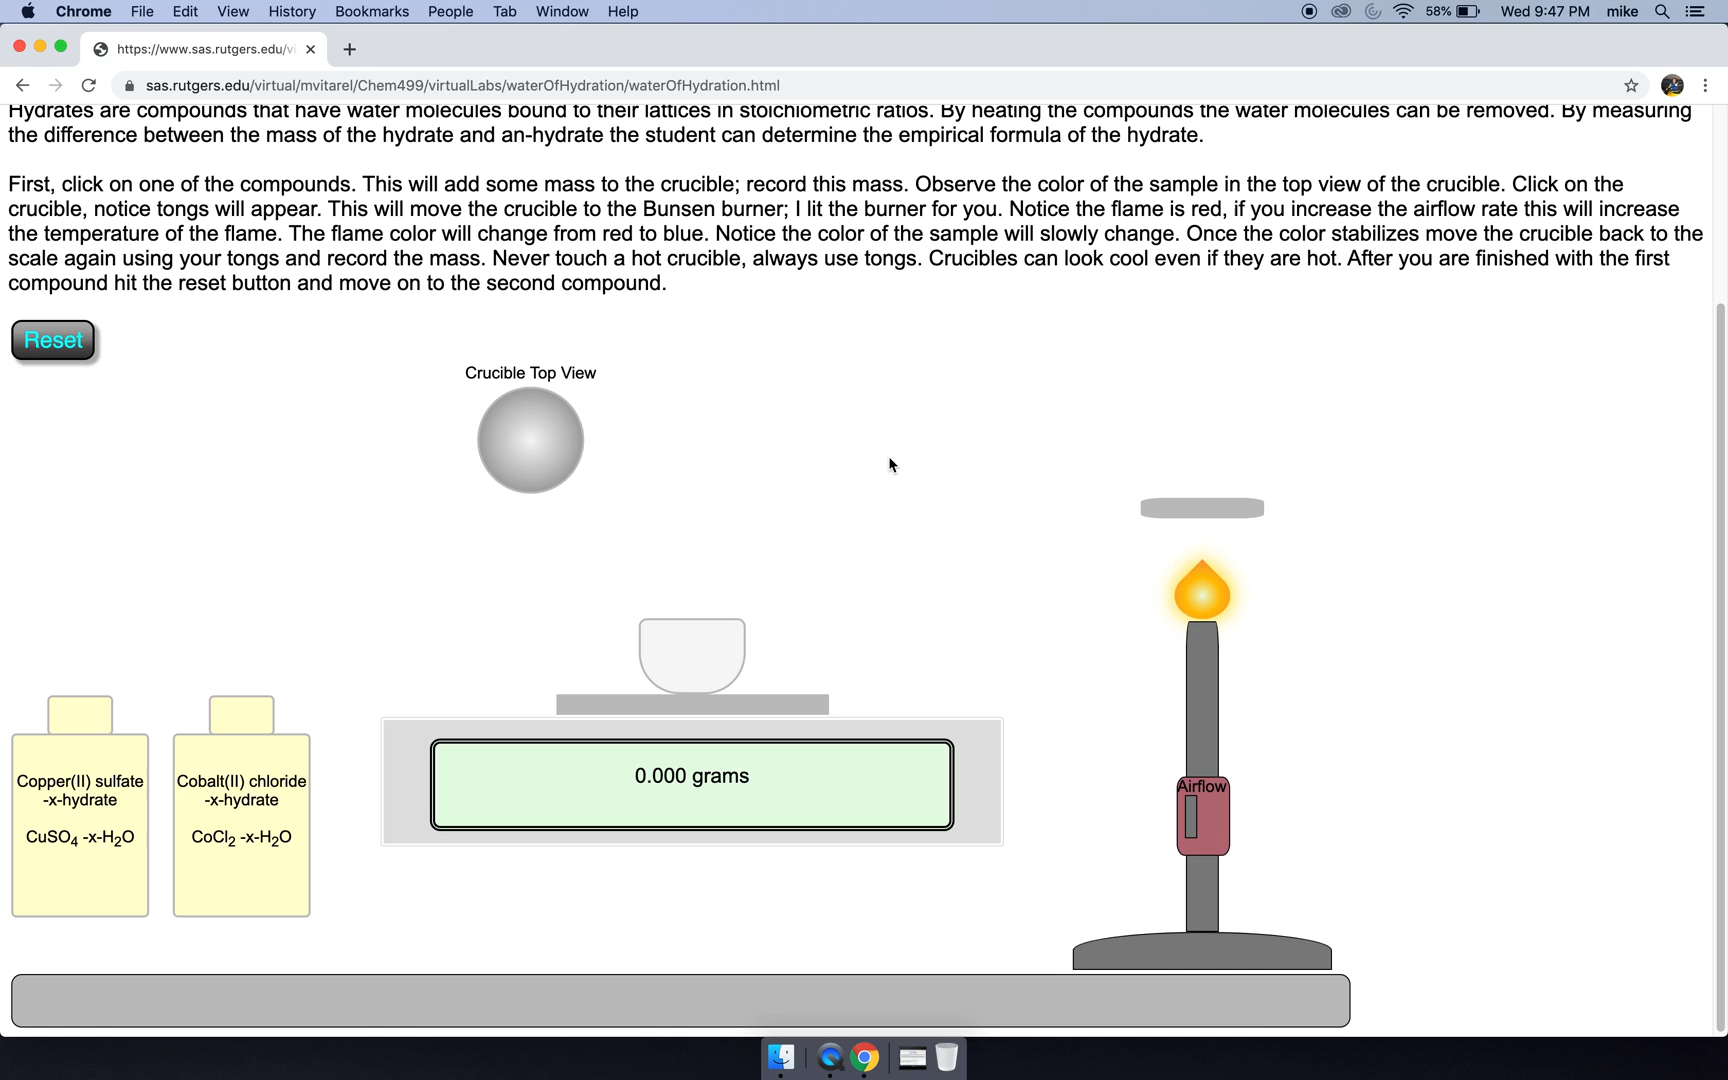 Chrome File Edit View History Bookmarks People Tab Window Help 58% Wed 9:47 PM mike
https://www.sas.rutgers.edu/vi
sas.rutgers.edu/virtual/mvitarel/Chem499/virtualLabs/waterOfHydration/waterOfHydration.html
Hydrates are compounds that have water molecules bound to their lattices in stoichiometric ratios. By heating the compounds the water molecules can be removed. By measuring
the difference between the mass of the hydrate and an-hydrate the student can determine the empirical formula of the hydrate.
First, click on one of the compounds. This will add some mass to the crucible; record this mass. Observe the color of the sample in the top view of the crucible. Click on the
crucible, notice tongs will appear. This will move the crucible to the Bunsen burner; I lit the burner for you. Notice the flame is red, if you increase the airflow rate this will increase
the temperature of the flame. The flame color will change from red to blue. Notice the color of the sample will slowly change. Once the color stabilizes move the crucible back to the
scale again using your tongs and record the mass. Never touch a hot crucible, always use tongs. Crucibles can look cool even if they are hot. After you are finished with the first
compound hit the reset button and move on to the second compound.
Reset
Crucible Top View
Copper(II) sulfate
-x-hydrate
CuSO4 -x-H2O
Cobalt(II) chloride
-x-hydrate
CoCl2 -x-H2O
0.000 grams
Airflow